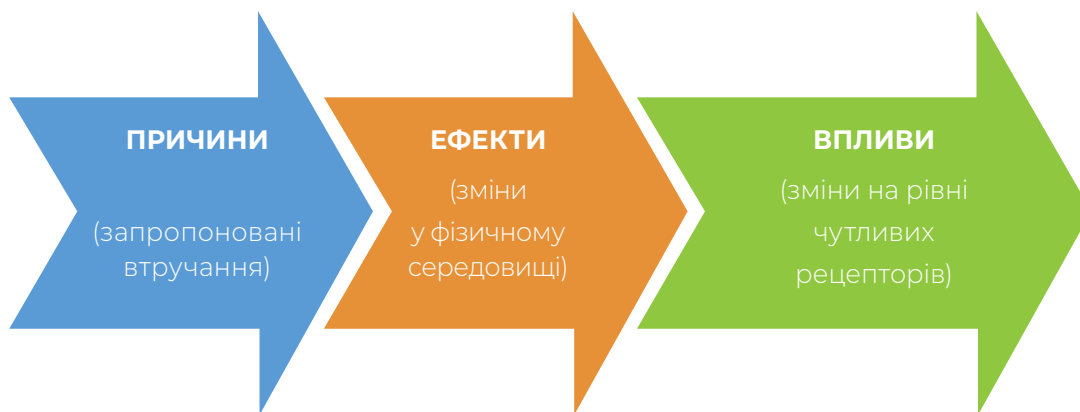 ПРИЧИНИ
(запропоновані
втручання)
ЕФЕКТИ
(зміни
у фізичному
середовищі)
ВПЛИВИ
(зміни на рівні
чутливих
рецепторів)